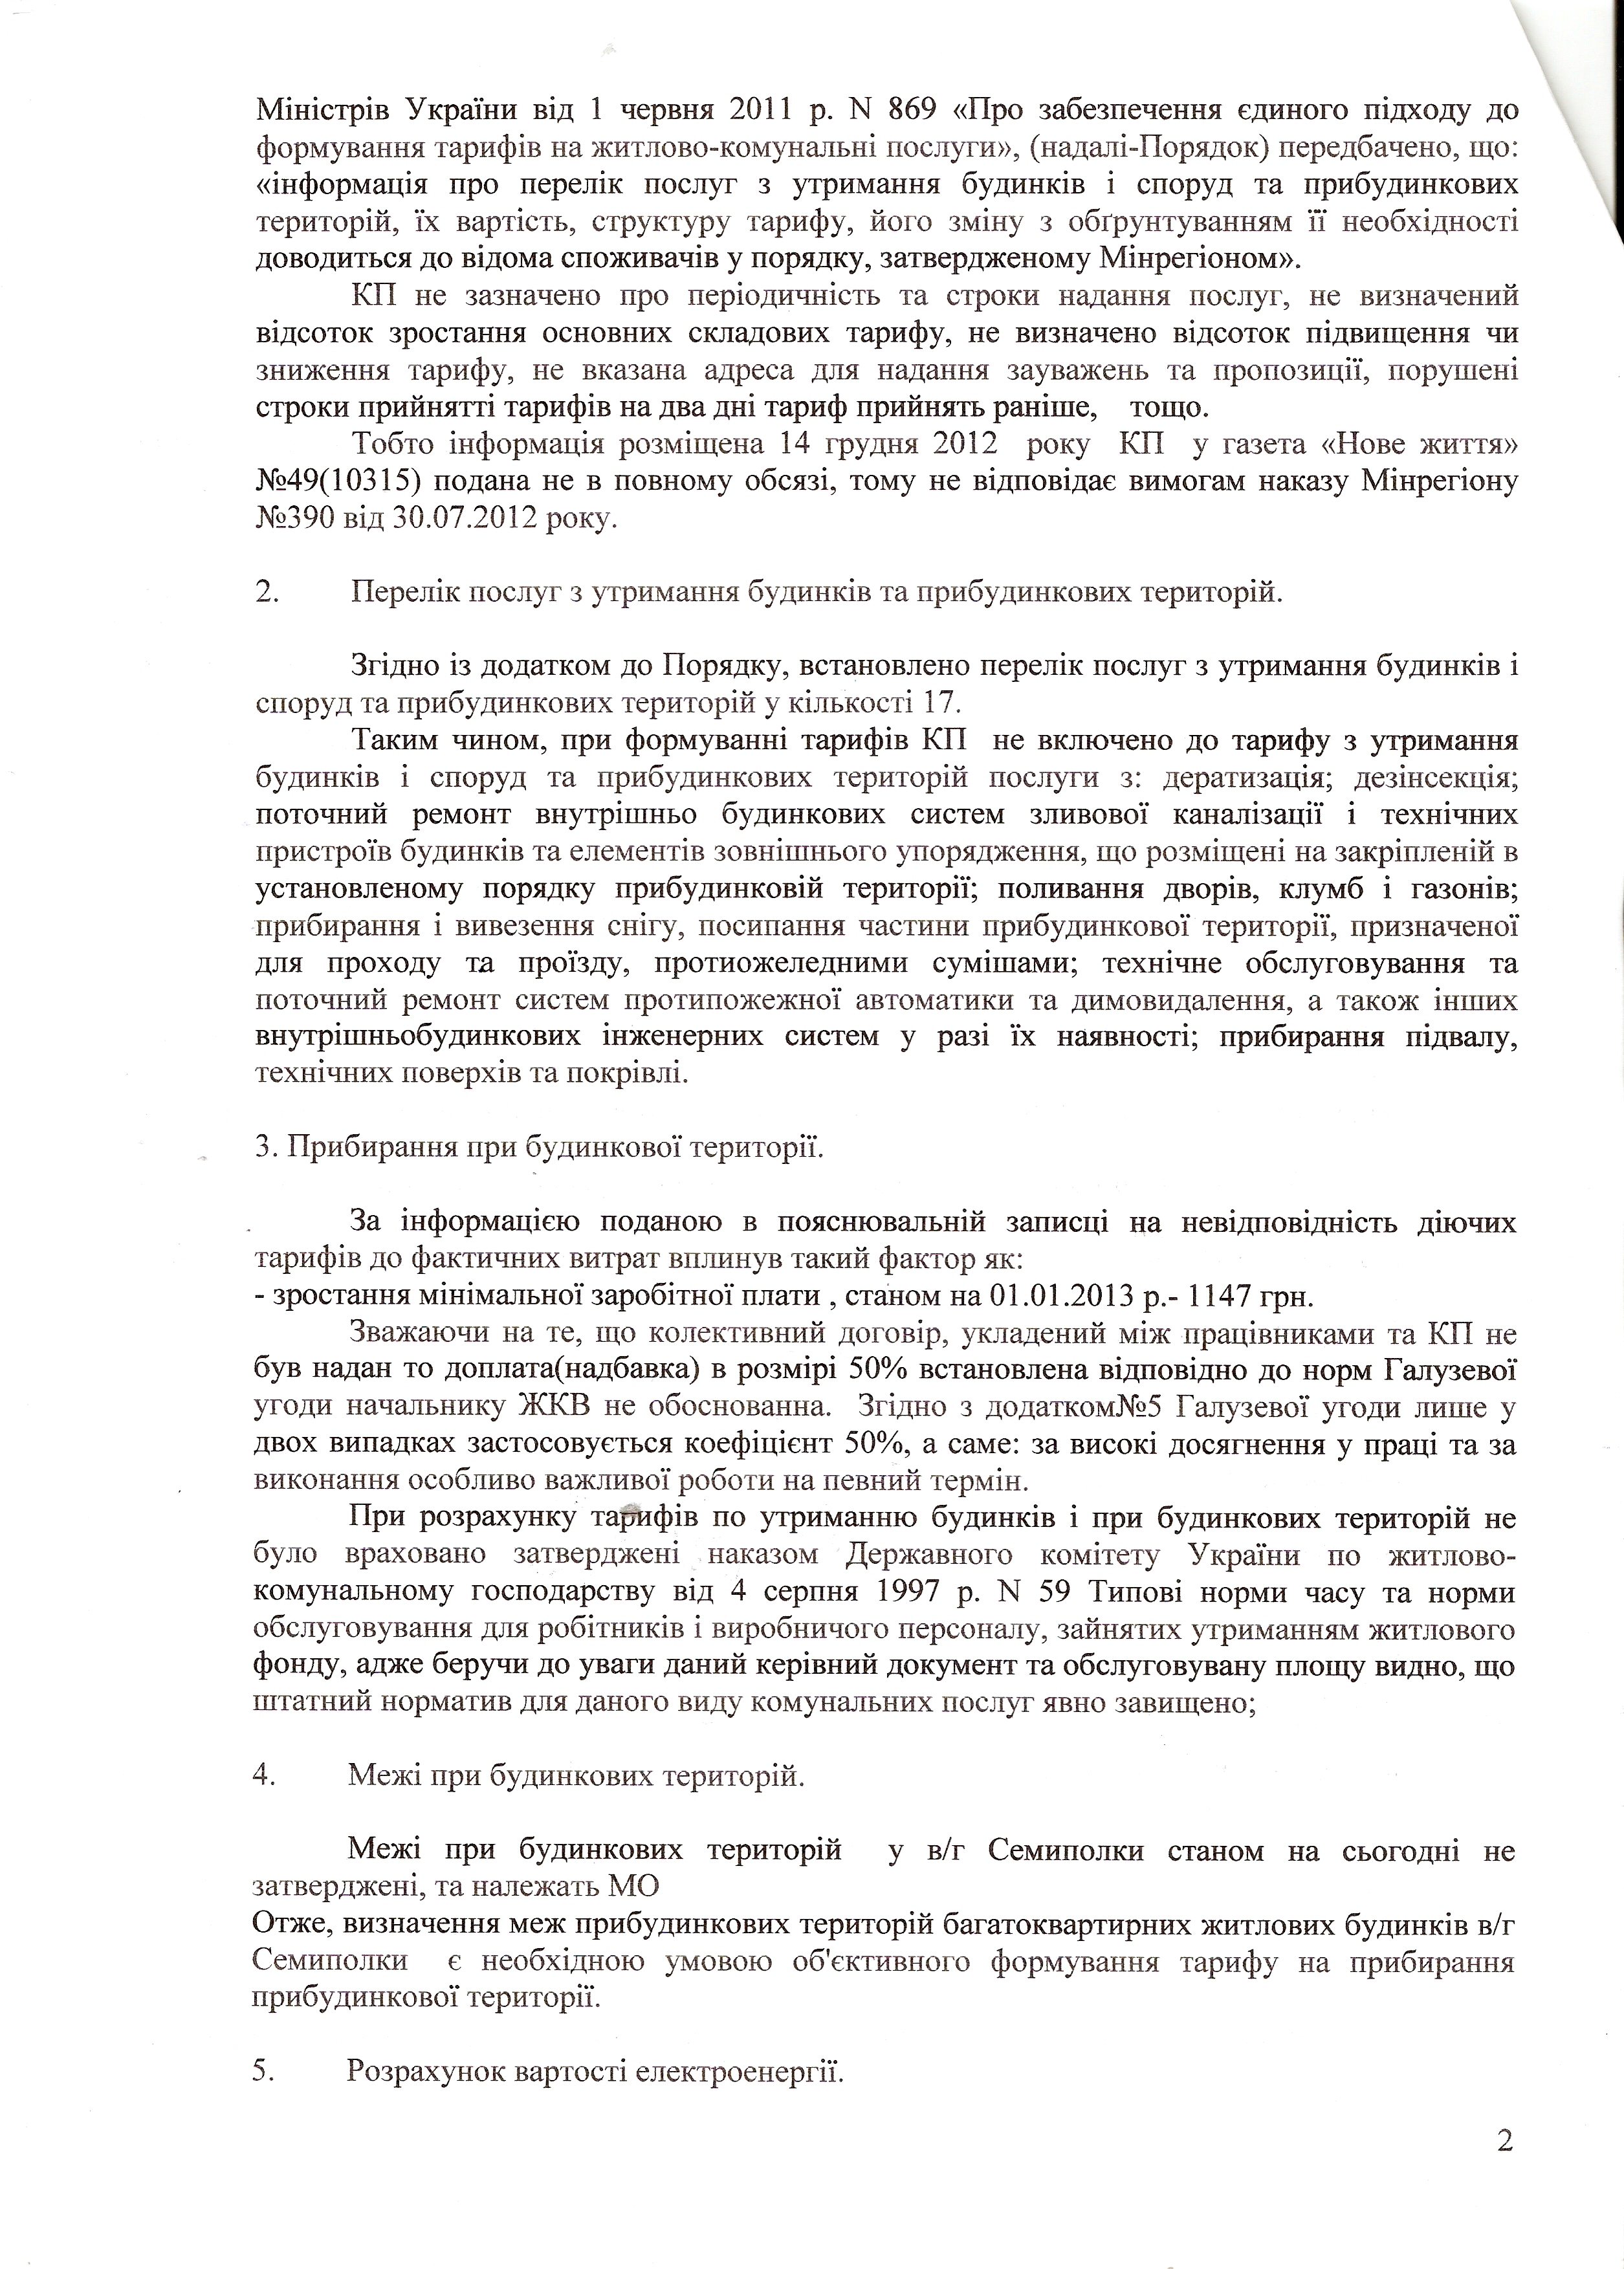 Міністрів України від 1 червня 2011 р. N 869 «Про забезпечення єдиного підходу до
формування тарифів на житлово-комунальні послуги», (надалі-Порядок) передбачено, що:
«інформація про перелік послуг з утримання будинків і споруд та прибудинкових
територій, їх вартість, структуру тарифу, його зміну з обґрунтуванням її необхідності
доводиться до відома споживачів у порядку, затвердженому Мінрегіоном».
КП не зазначено про періодичність та строки надання послуг, не визначений
відсоток зростання основних складових тарифу, не визначено відсоток підвищення чи
зниження тарифу, не вказана адреса для надання зауважень та пропозиції, порушені
строки прийнятті тарифів на два дні тариф прийнять раніше, тощо.
Тобто інформація розміщена 14 грудня 2012 року КП у газета «Нове життя»
№49(10315) подана не в повному обсязі, тому не відповідає вимогам наказу Мінрегіону
№390 від 30.07.2012 року.
2. Перелік послуг з утримання будинків та прибудинкових територій.
Згідно із додатком до Порядку, встановлено перелік послуг з утримання будинків і
споруд та прибудинкових територій у кількості 17.
Таким чином, при формуванні тарифів КП не включено до тарифу з утримання
будинків і споруд та прибудинкових територій послуги з: дератизація; дезінсекція;
поточний ремонт внутрішньо будинкових систем зливової каналізації і технічних
пристроїв будинків та елементів зовнішнього упорядження, що розміщені на закріпленій в
установленому порядку прибудинковій території; поливання дворів, клумб і газонів;
прибирання і вивезення снігу, посипання частини прибудинкової території, призначеної
для проходу та проїзду, протиожеледними сумішами; технічне обслуговування та
поточний ремонт систем протипожежної автоматики та димовидалення, а також інших
внутрішньобудинкових інженерних систем у разі їх наявності; прибирання підвалу,
технічних поверхів та покрівлі.
3. Прибирання при будинкової території.
За інформацією поданою в пояснювальній записці на невідповідність діючих
тарифів до фактичних витрат вплинув такий фактор як:
- зростання мінімальної заробітної плати , станом на 01.01.2013 р.- 1147 грн.
Зважаючи на те, що колективний договір, укладений між працівниками та КП не
був надан то доплата(надбавка) в розмірі 50% встановлена відповідно до норм Галузевої
угоди начальнику ЖКВ не обоснованна. Згідно з додатком№5 Галузевої угоди лише у
двох випадках застосовується коефіцієнт 50%, а саме: за високі досягнення у праці та за
виконання особливо важливої роботи на певний термін.
При розрахунку тарифів по утриманню будинків і при будинкових територій не
було враховано затверджені наказом Державного комітету України по житлово-
комунальному господарству від 4 серпня 1997 р. N 59 Типові норми часу та норми
обслуговування для робітників і виробничого персоналу, зайнятих утриманням житлового
фонду, адже беручи до уваги даний керівний документ та обслуговувану площу видно, що
штатний норматив для даного виду комунальних послуг явно завищено;
4. Межі при будинкових територій.
Межі при будинкових територій у в/г Семиполки станом на сьогодні не
затверджені, та належать МО
Отже, визначення меж прибудинкових територій багатоквартирних житлових будинків в/г
Семиполки є необхідною умовою об'єктивного формування тарифу на прибирання
прибудинкової території.
5. Розрахунок вартості електроенергії.
2